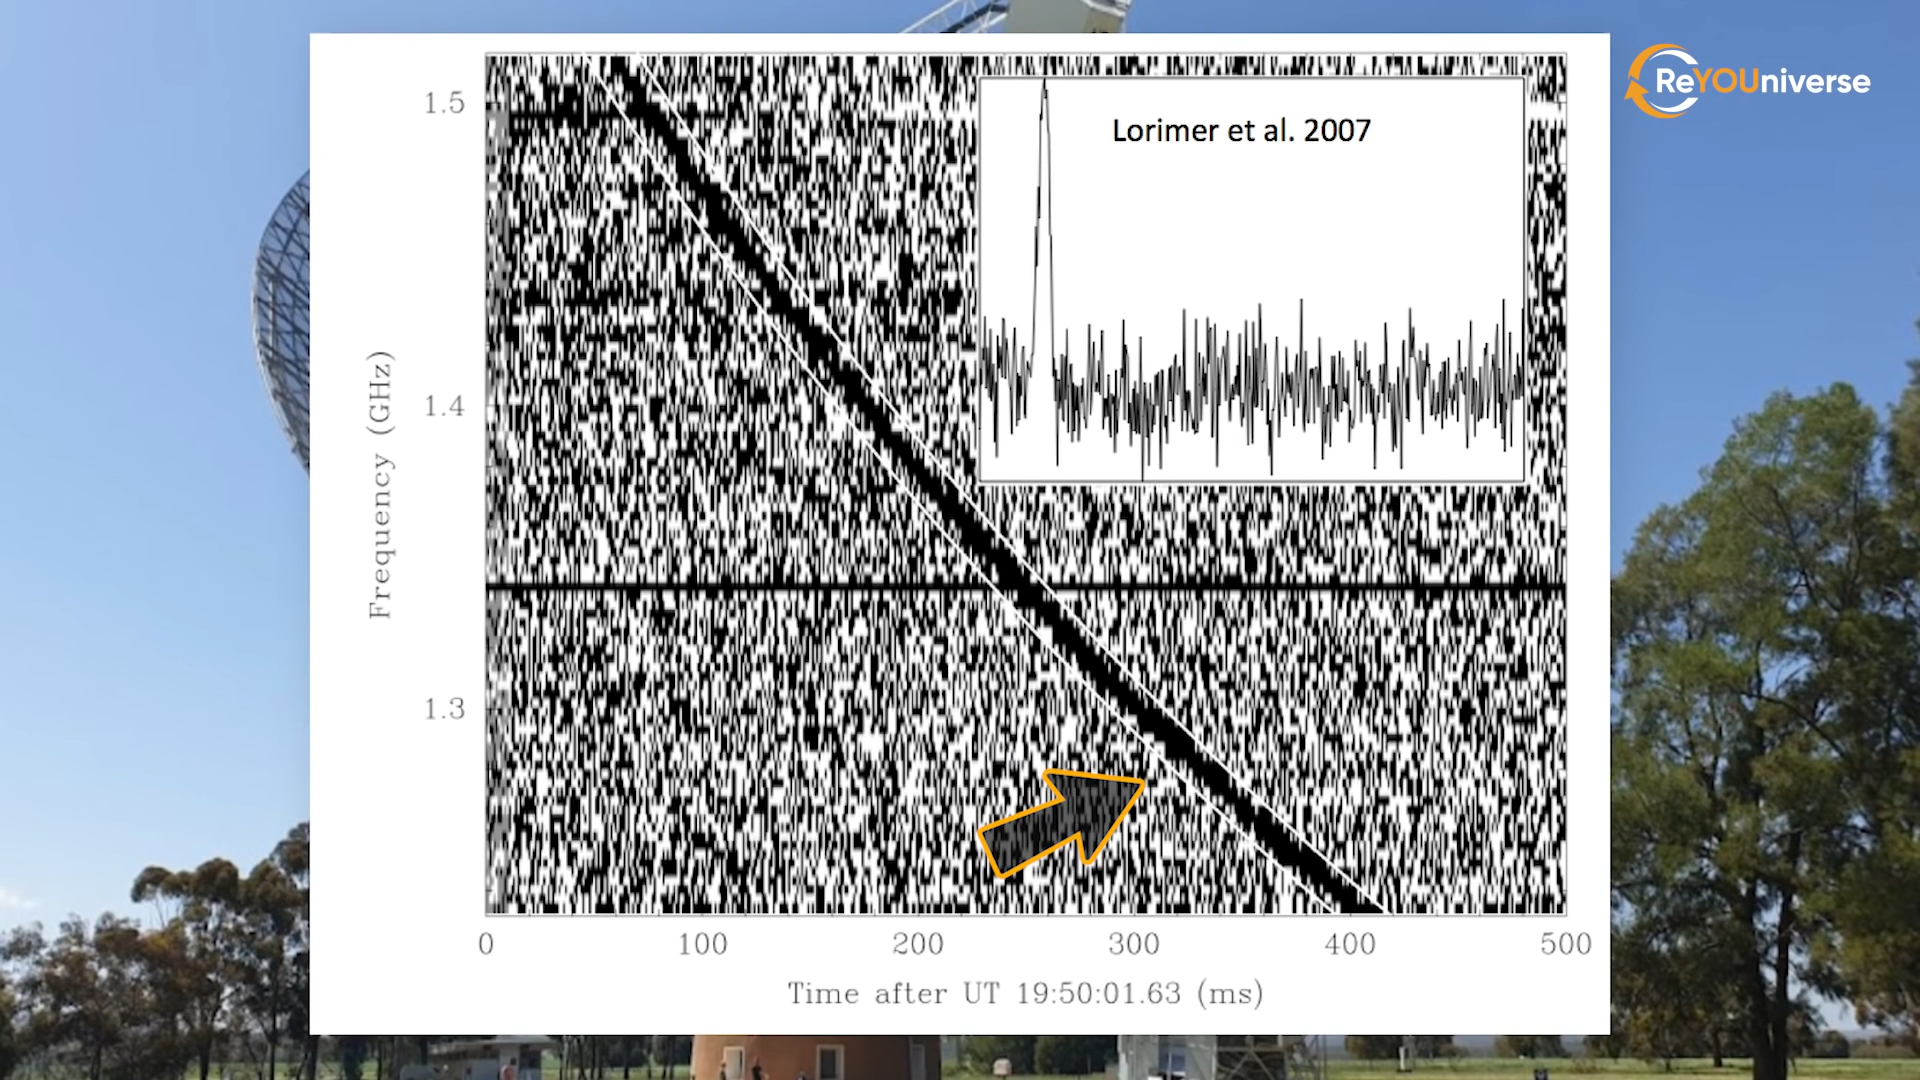 ReYOUniverse
Lorimer et al. 2007
1.5
1.4
1.3
Frequency (GHz)
0 100 200 300 400 500
Time after UT 19:50:01.63 (ms)